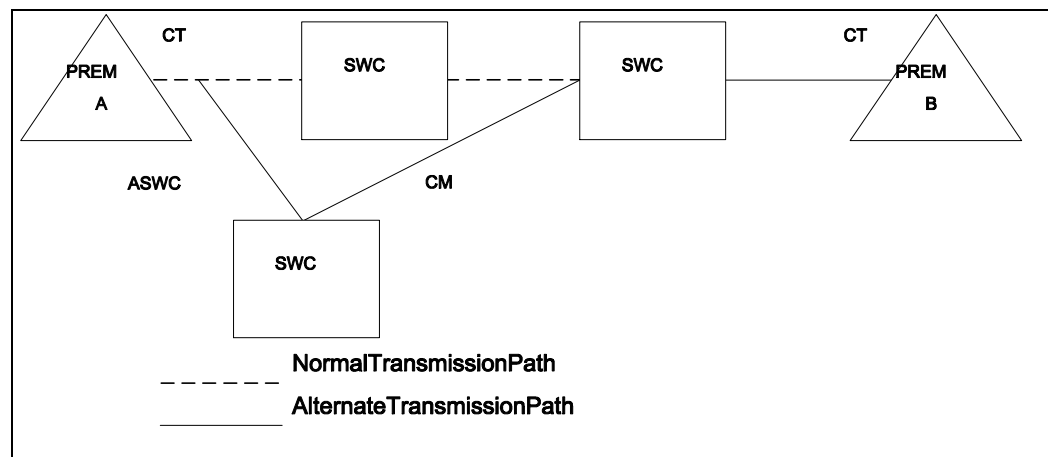 CT
CT
PREM
A
SWC
SWC
PREM
B
ASWC
CM
SWC
NormalTransmissionPath
AlternateTransmissionPath